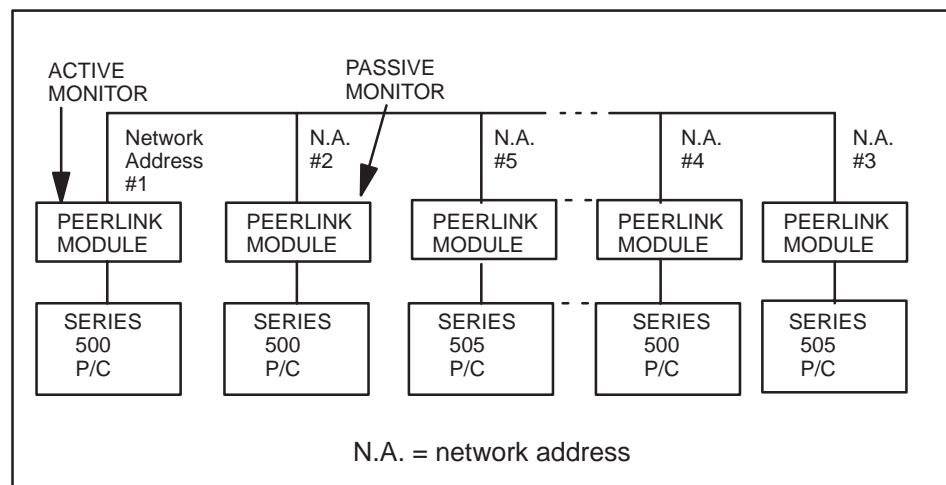 ACTIVE
MONITOR
PASSIVE
MONITOR
Network
Address
#1
N.A.
#2
N.A.
#5
N.A.
#4
N.A.
#3
PEERLINK
MODULE
PEERLINK
MODULE
PEERLINK
MODULE
PEERLINK
MODULE
PEERLINK
MODULE
SERIES
500
P/C
SERIES
500
P/C
SERIES
505
P/C
SERIES
500
P/C
SERIES
505
P/C
N.A. = network address